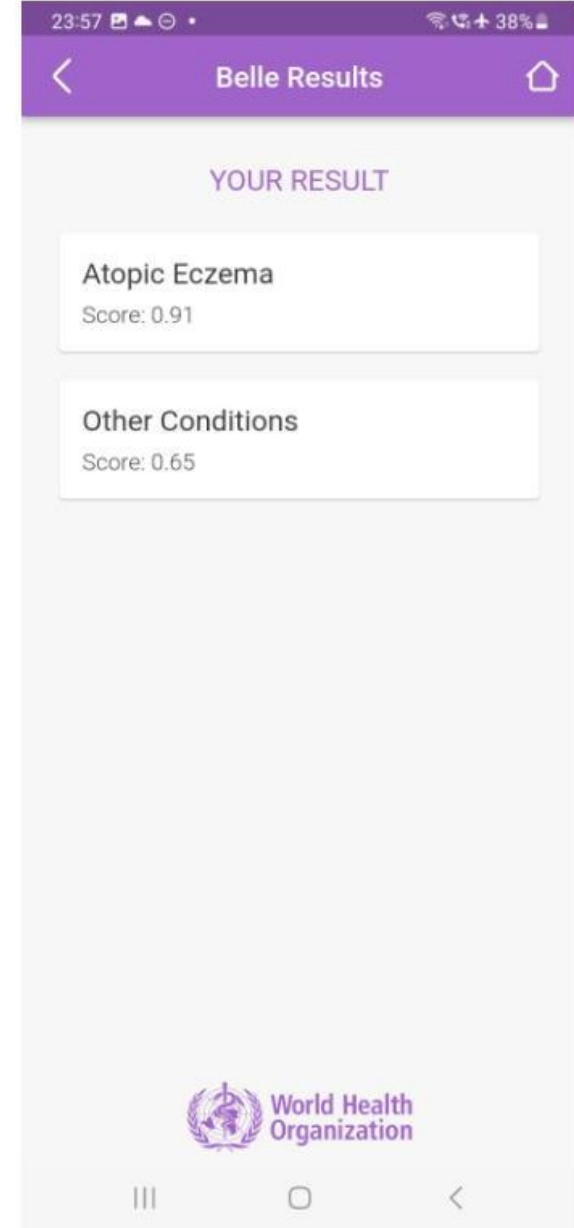 23:57 38%
Belle Results
YOUR RESULT
Atopic Eczema
Score: 0.91
Other Conditions
Score: 0.65
World Health
Organization